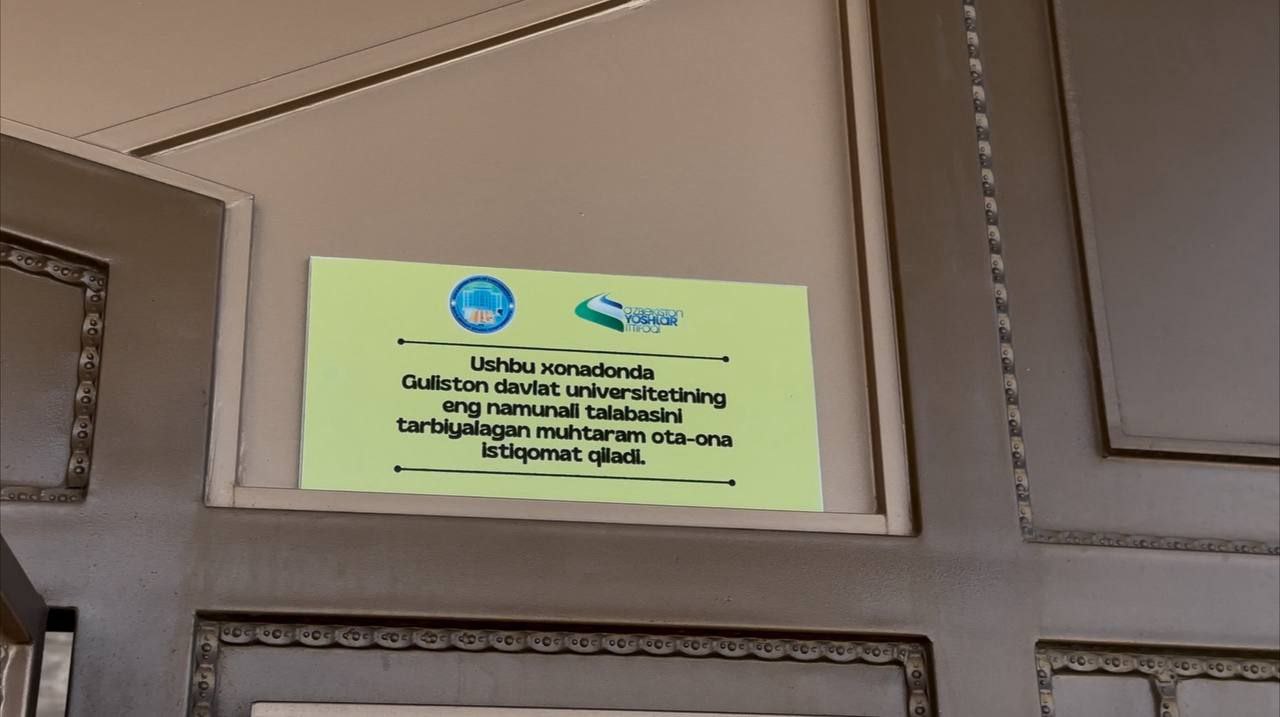 O'ZBEKISTON
YOSHLAR
ITTIFOQI
Ushbu xonadonda
Guliston davlat universitetining
eng namunali talabasini
tarbiyalagan muhtaram ota-ona
istiqomat qiladi.